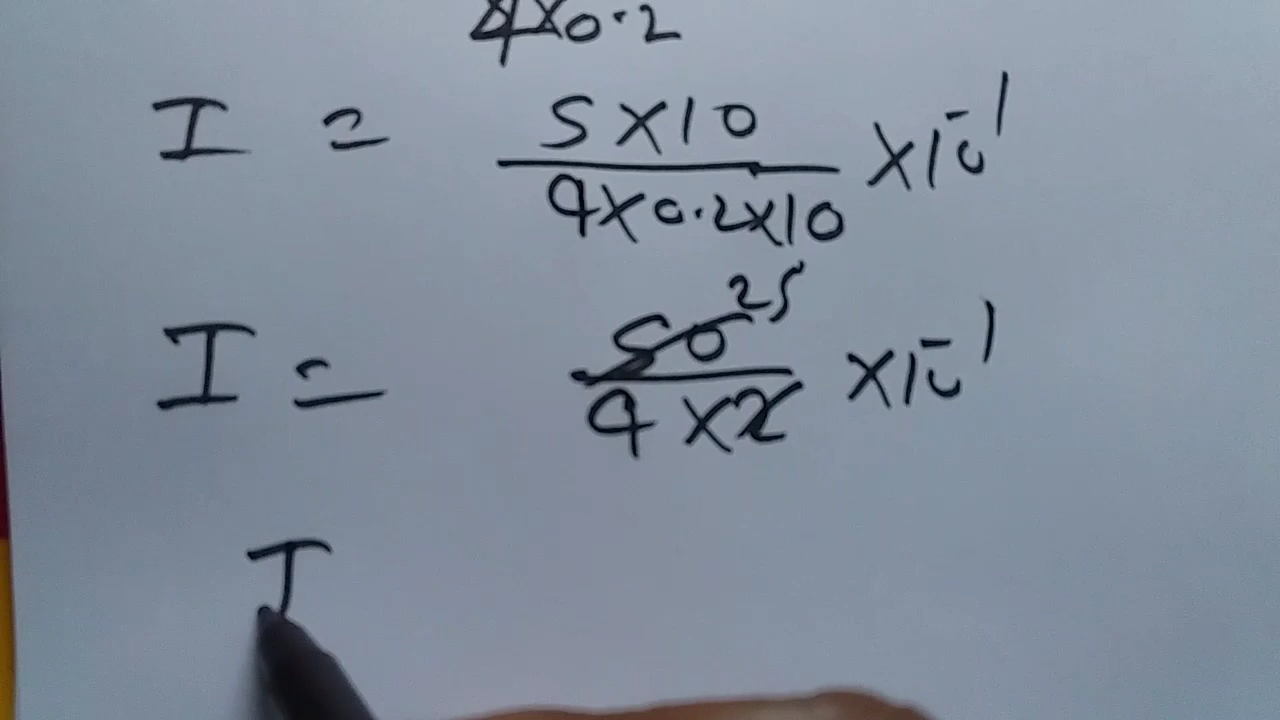 4×0.2
I = 5×10 / 4×0.2×10 ×10⁻¹
I = 50 25 / 4×2 ×10⁻¹
I